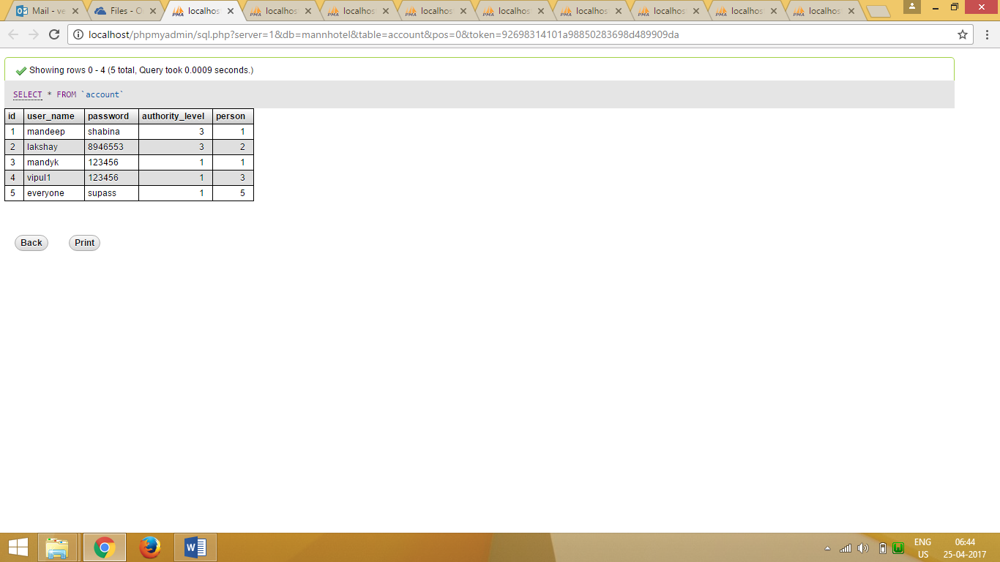 Mail - ve
Files - O
localhos
localhos
localhos
localhos
localhos
localhos
localhos
localhos
localhos
localhost/phpmyadmin/sql.php?server=1&db=mannhotel&table=account&pos=0&token=92698314101a98850283698d489909da
Showing rows 0 - 4 (5 total, Query took 0.0009 seconds.)
SELECT * FROM `account`
id user_name password authority_level person
1 mandeep shabina 3 1
2 lakshay 8946553 3 2
3 mandyk 123456 1 1
4 vipul1 123456 1 3
5 everyone supass 1 5
Back Print
ENG 06:44
US 25-04-2017